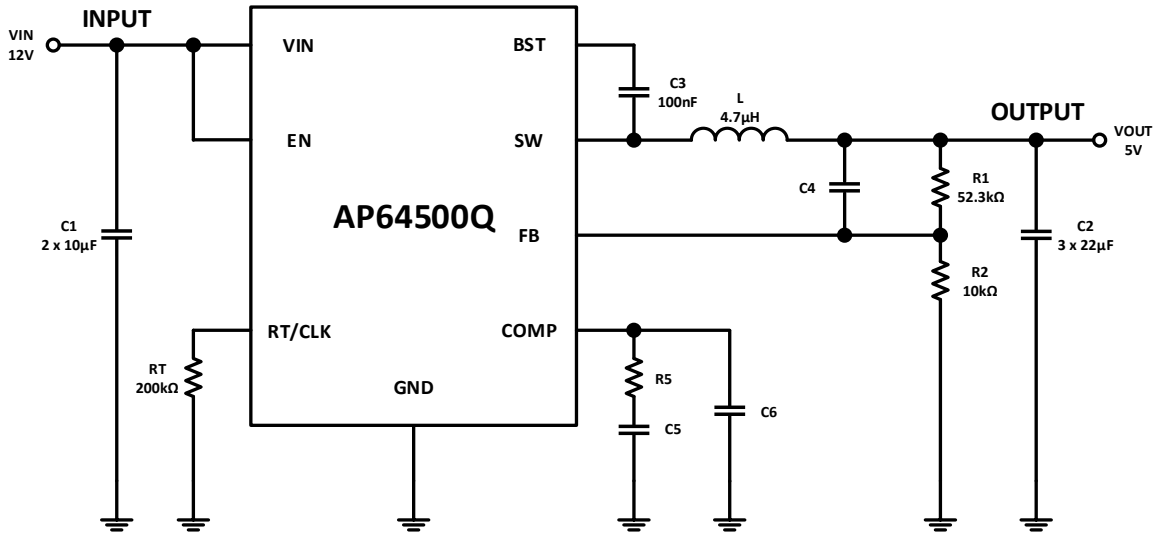 INPUT
VIN
12V
C1
2 x 10µF
RT
200kΩ
VIN
EN
RT/CLK
AP64500Q
GND
BST
SW
FB
COMP
C3
100nF
L
4.7µH
C4
R5
C5
C6
R1
52.3kΩ
R2
10kΩ
OUTPUT
VOUT
5V
C2
3 x 22µF